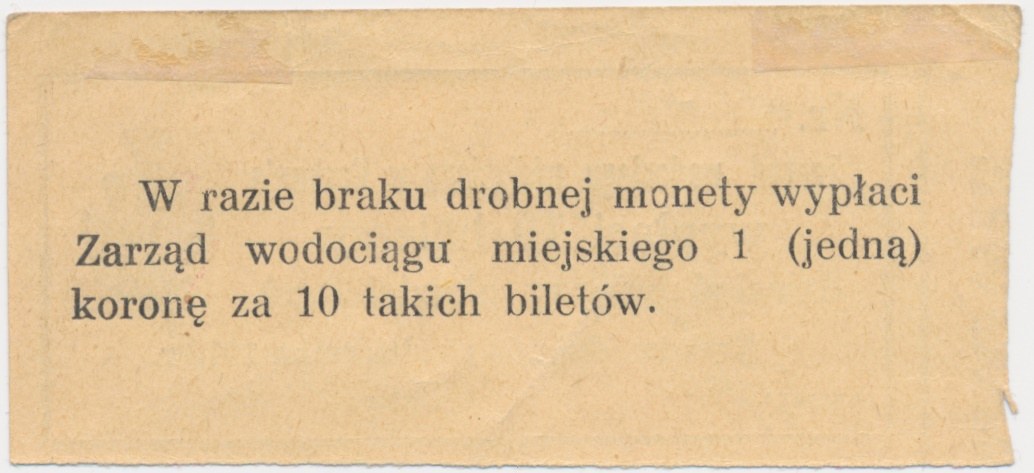 W razie braku drobnej monety wypłaci
Zarząd wodociągu miejskiego 1 (jedną)
koronę za 10 takich biletów.